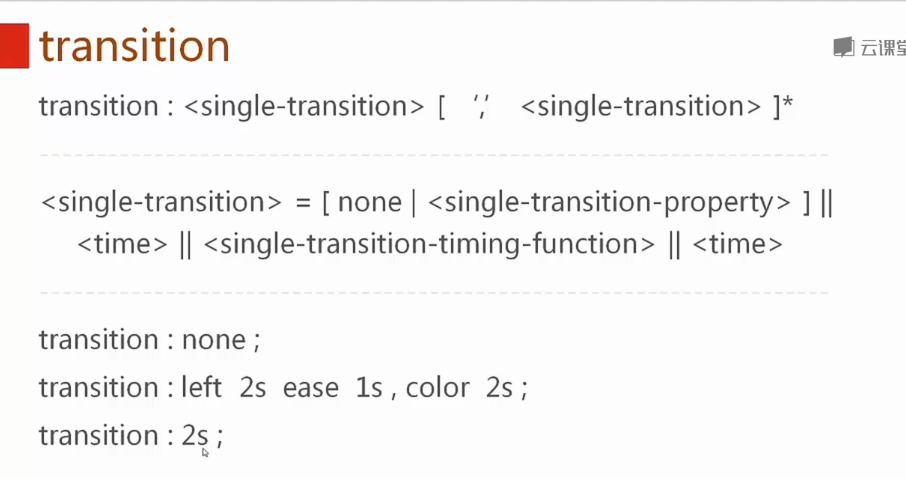 transition
云课堂
transition : <single-transition> [ ‘,’ <single-transition> ]*
<single-transition> = [ none | <single-transition-property> ] ||
<time> || <single-transition-timing-function> || <time>
transition : none ;
transition : left 2s ease 1s , color 2s ;
transition : 2s ;